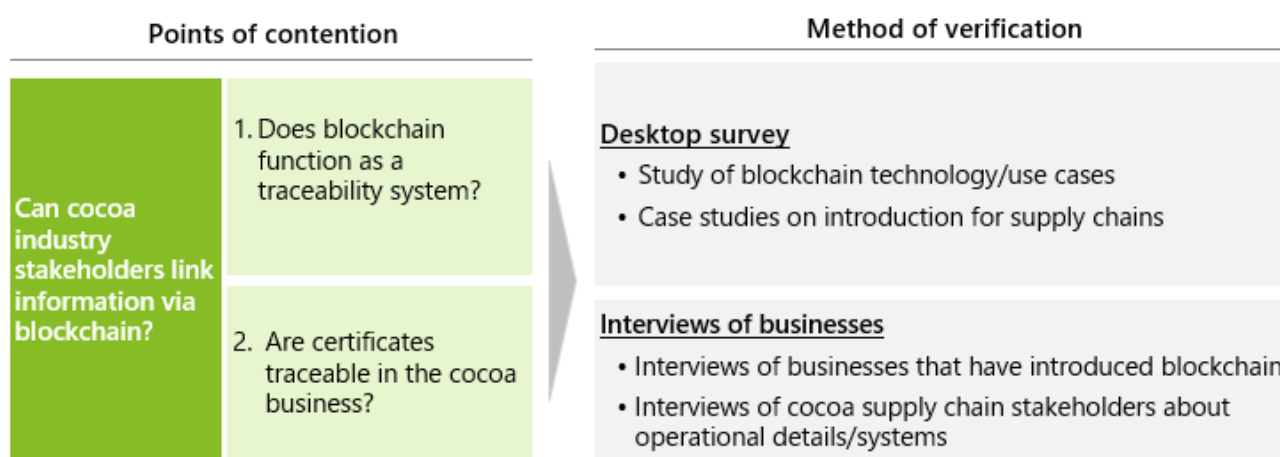 Points of contention
Method of verification
Can cocoa
industry
stakeholders link
information via
blockchain?
1. Does blockchain
function as a
traceability system?
2. Are certificates
traceable in the cocoa
business?
Desktop survey
• Study of blockchain technology/use cases
• Case studies on introduction for supply chains
Interviews of businesses
• Interviews of businesses that have introduced blockchain
• Interviews of cocoa supply chain stakeholders about
operational details/systems